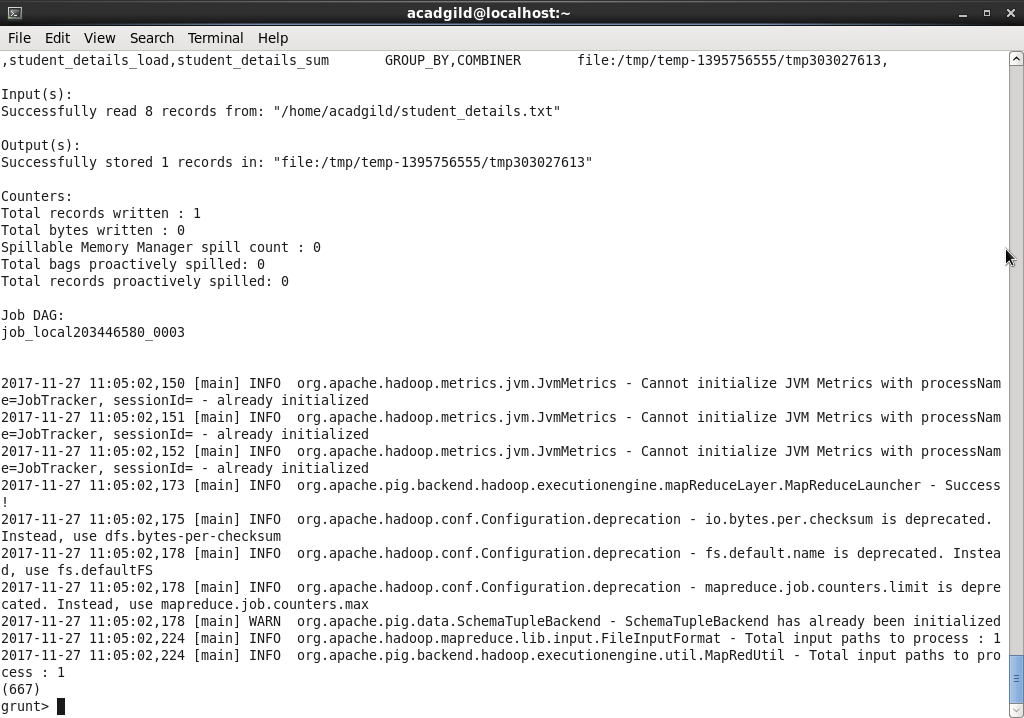 acadgild@localhost:~
File Edit View Search Terminal Help
,student_details_load,student_details_sum GROUP_BY,COMBINER file:/tmp/temp-1395756555/tmp303027613,
Input(s):
Successfully read 8 records from: "/home/acadgild/student_details.txt"
Output(s):
Successfully stored 1 records in: "file:/tmp/temp-1395756555/tmp303027613"
Counters:
Total records written : 1
Total bytes written : 0
Spillable Memory Manager spill count : 0
Total bags proactively spilled: 0
Total records proactively spilled: 0
Job DAG:
job_local203446580_0003
2017-11-27 11:05:02,150 [main] INFO  org.apache.hadoop.metrics.jvm.JvmMetrics - Cannot initialize JVM Metrics with processNam
e=JobTracker, sessionId= - already initialized
2017-11-27 11:05:02,151 [main] INFO  org.apache.hadoop.metrics.jvm.JvmMetrics - Cannot initialize JVM Metrics with processNam
e=JobTracker, sessionId= - already initialized
2017-11-27 11:05:02,152 [main] INFO  org.apache.hadoop.metrics.jvm.JvmMetrics - Cannot initialize JVM Metrics with processNam
e=JobTracker, sessionId= - already initialized
2017-11-27 11:05:02,173 [main] INFO  org.apache.pig.backend.hadoop.executionengine.mapReduceLayer.MapReduceLauncher - Success
!
2017-11-27 11:05:02,175 [main] INFO  org.apache.hadoop.conf.Configuration.deprecation - io.bytes.per.checksum is deprecated.
Instead, use dfs.bytes-per-checksum
2017-11-27 11:05:02,178 [main] INFO  org.apache.hadoop.conf.Configuration.deprecation - fs.default.name is deprecated. Instea
d, use fs.defaultFS
2017-11-27 11:05:02,178 [main] INFO  org.apache.hadoop.conf.Configuration.deprecation - mapreduce.job.counters.limit is depre
cated. Instead, use mapreduce.job.counters.max
2017-11-27 11:05:02,178 [main] WARN  org.apache.pig.data.SchemaTupleBackend - SchemaTupleBackend has already been initialized
2017-11-27 11:05:02,224 [main] INFO  org.apache.hadoop.mapreduce.lib.input.FileInputFormat - Total input paths to process : 1
2017-11-27 11:05:02,224 [main] INFO  org.apache.pig.backend.hadoop.executionengine.util.MapRedUtil - Total input paths to pro
cess : 1
(667)
grunt>